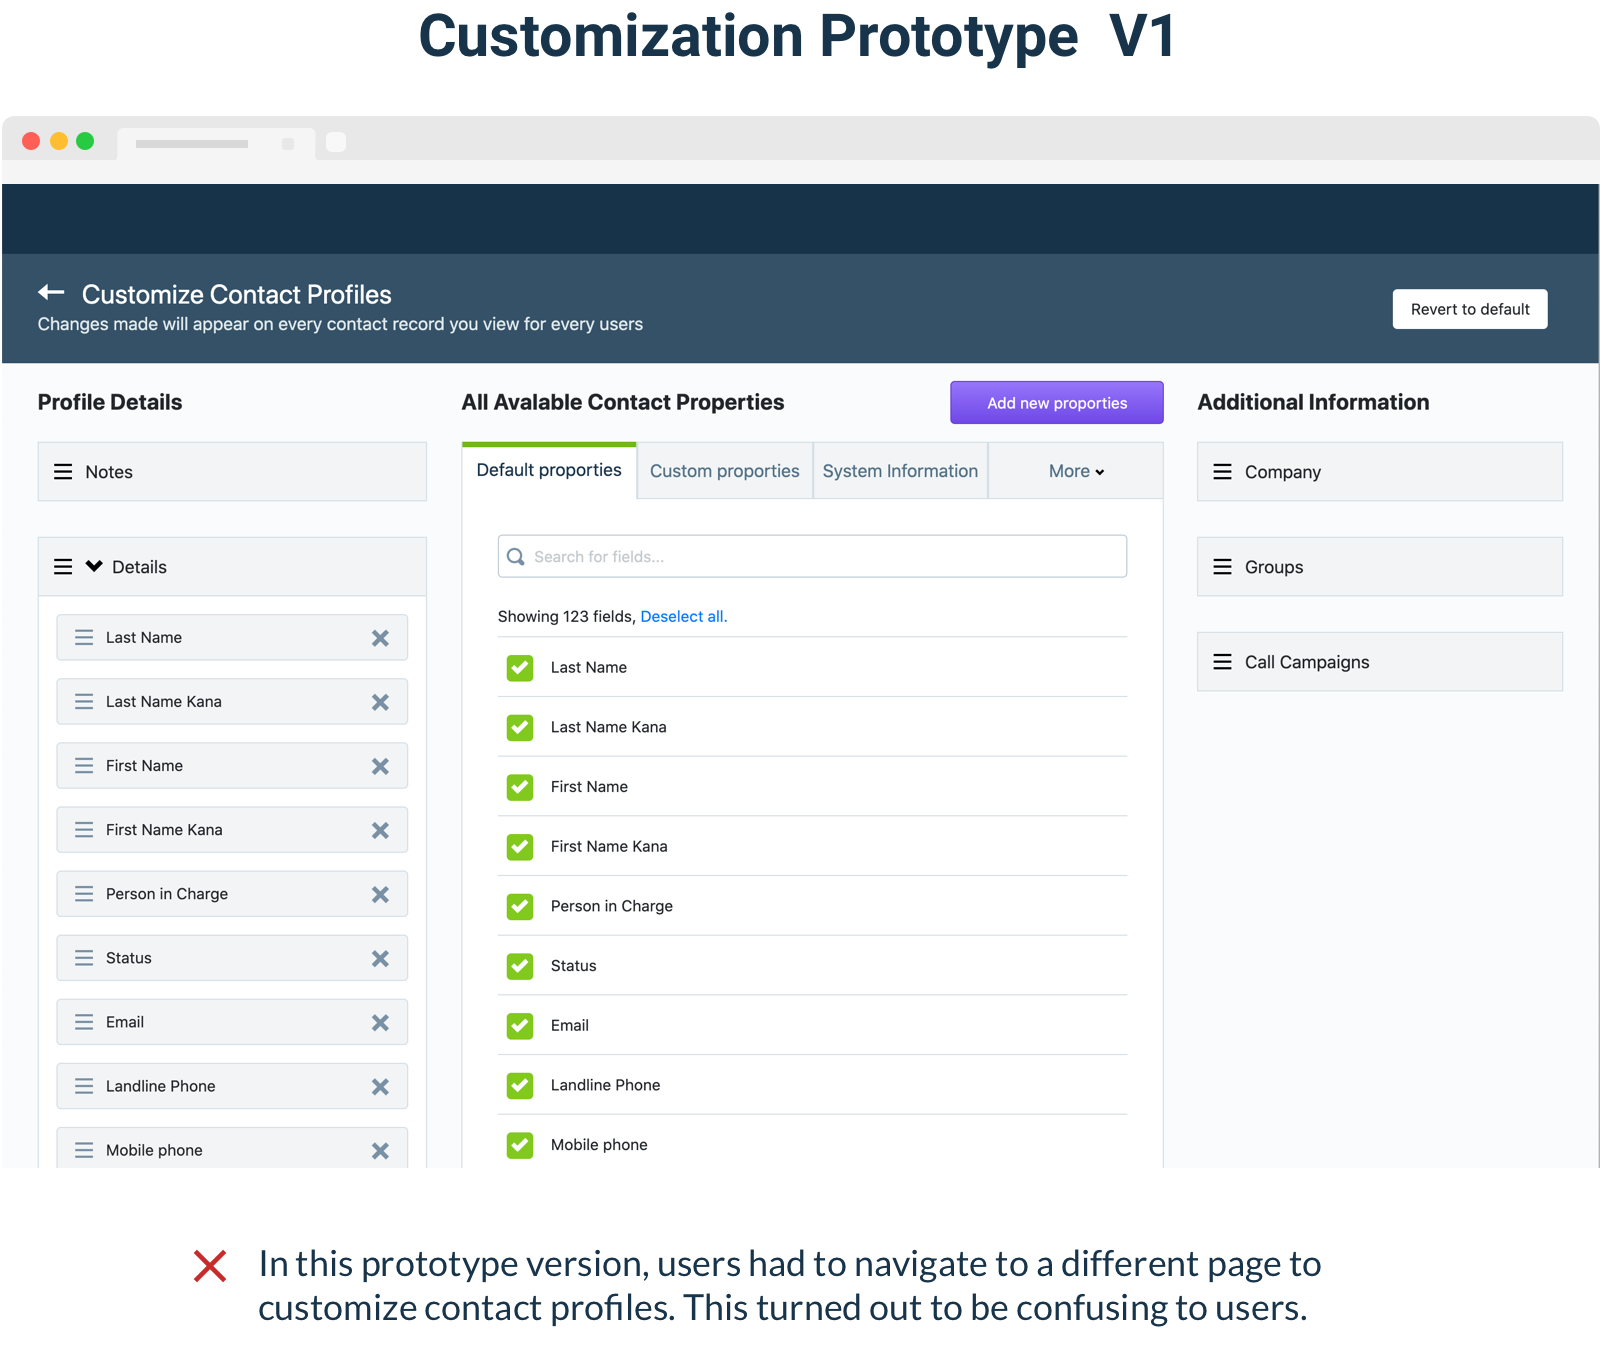 Customization Prototype V1
Customize Contact Profiles
Changes made will appear on every contact record you view for every users
Revert to default
Profile Details
Notes
Details
Last Name
Last Name Kana
First Name
First Name Kana
Person in Charge
Status
Email
Landline Phone
Mobile phone
All Avalable Contact Properties
Add new proporties
Default proporties
Custom proporties
System Information
More
Search for fields...
Showing 123 fields, Deselect all.
Last Name
Last Name Kana
First Name
First Name Kana
Person in Charge
Status
Email
Landline Phone
Mobile phone
Additional Information
Company
Groups
Call Campaigns
In this prototype version, users had to navigate to a different page to
customize contact profiles. This turned out to be confusing to users.